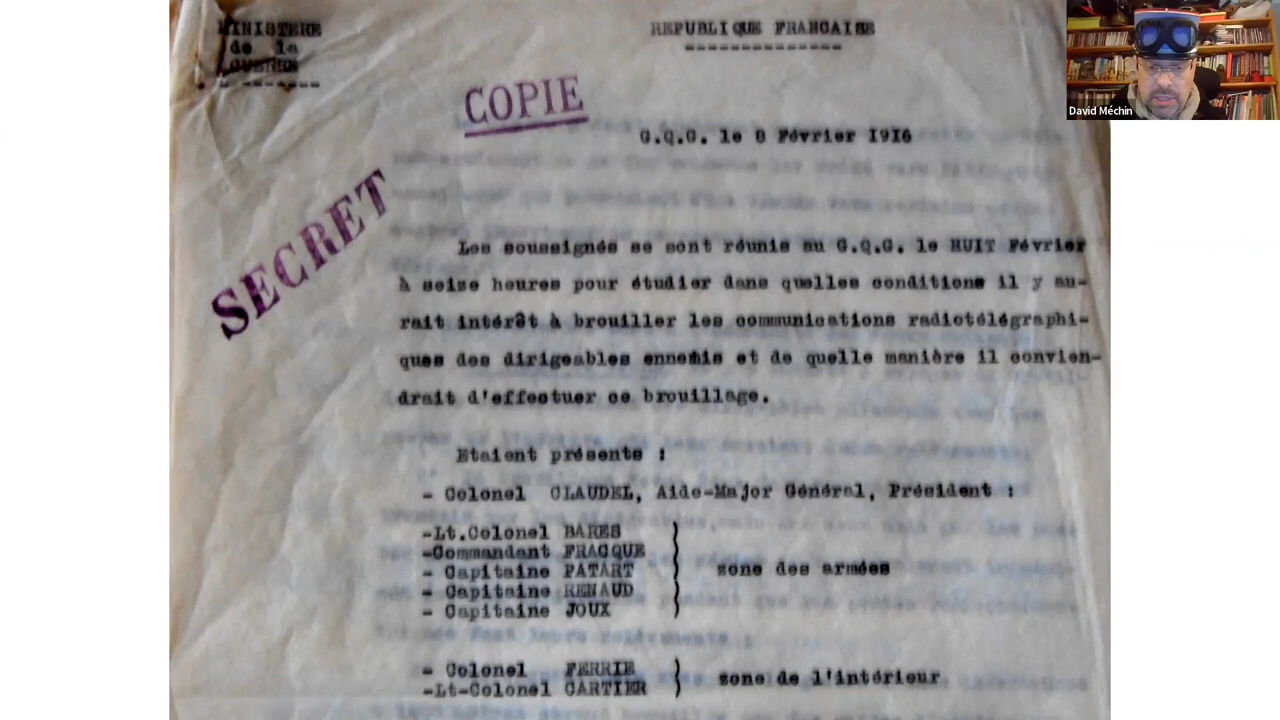 MINISTERE
de la
GUERRE
REPUBLIQUE FRANCAISE
COPIE
SECRET
G.Q.G. le 8 Février 1916
Les soussignés se sont réunis au G.Q.G. le HUIT Février
à seize heures pour étudier dans quelles conditions il y au-
rait intérêt à brouiller les communications radiotélégraphi-
ques des dirigeables ennemis et de quelle manière il convien-
drait d'effectuer ce brouillage.
Etaient présents :
- Colonel CLAUDEL, Aide-Major Général, Président :
-Lt.Colonel BARES
-Commandant FRACQUE
- Capitaine PATART
- Capitaine RENAUD
- Capitaine JOUX
zone des armées
- Colonel FERRIE
-Lt-Colonel CARTIER
zone de l'intérieur
David Méchin